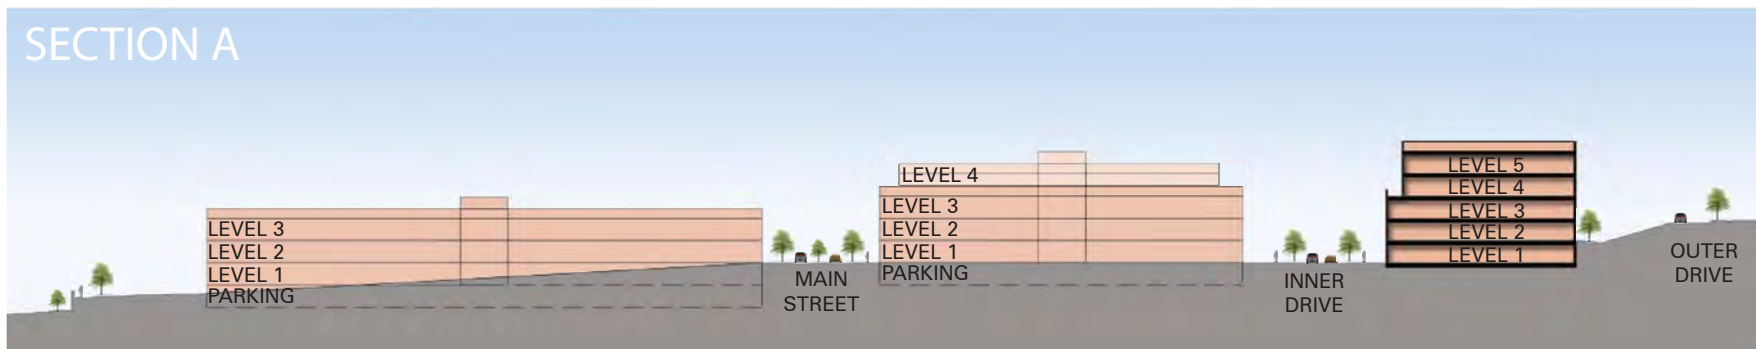 SECTION A
LEVEL 3
LEVEL 2
LEVEL 1
PARKING
MAIN
STREET
LEVEL 4
LEVEL 3
LEVEL 2
LEVEL 1
PARKING
INNER
DRIVE
LEVEL 5
LEVEL 4
LEVEL 3
LEVEL 2
LEVEL 1
OUTER
DRIVE